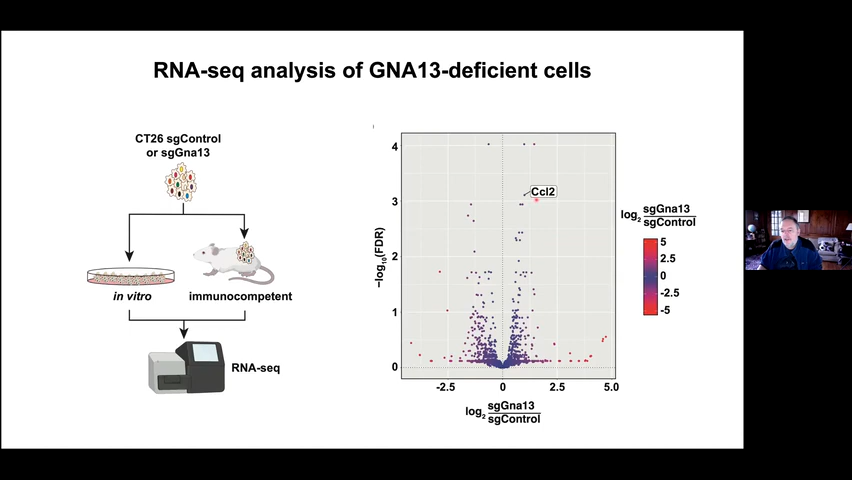 RNA-seq analysis of GNA13-deficient cells
CT26 sgControl
or sgGna13
in vitro
immunocompetent
RNA-seq
4
3
2
1
0
−log10(FDR)
Ccl2
-2.5
0
2.5
5.0
log2 sgGna13
sgControl
log2 sgGna13
sgControl
5
2.5
0
-2.5
-5